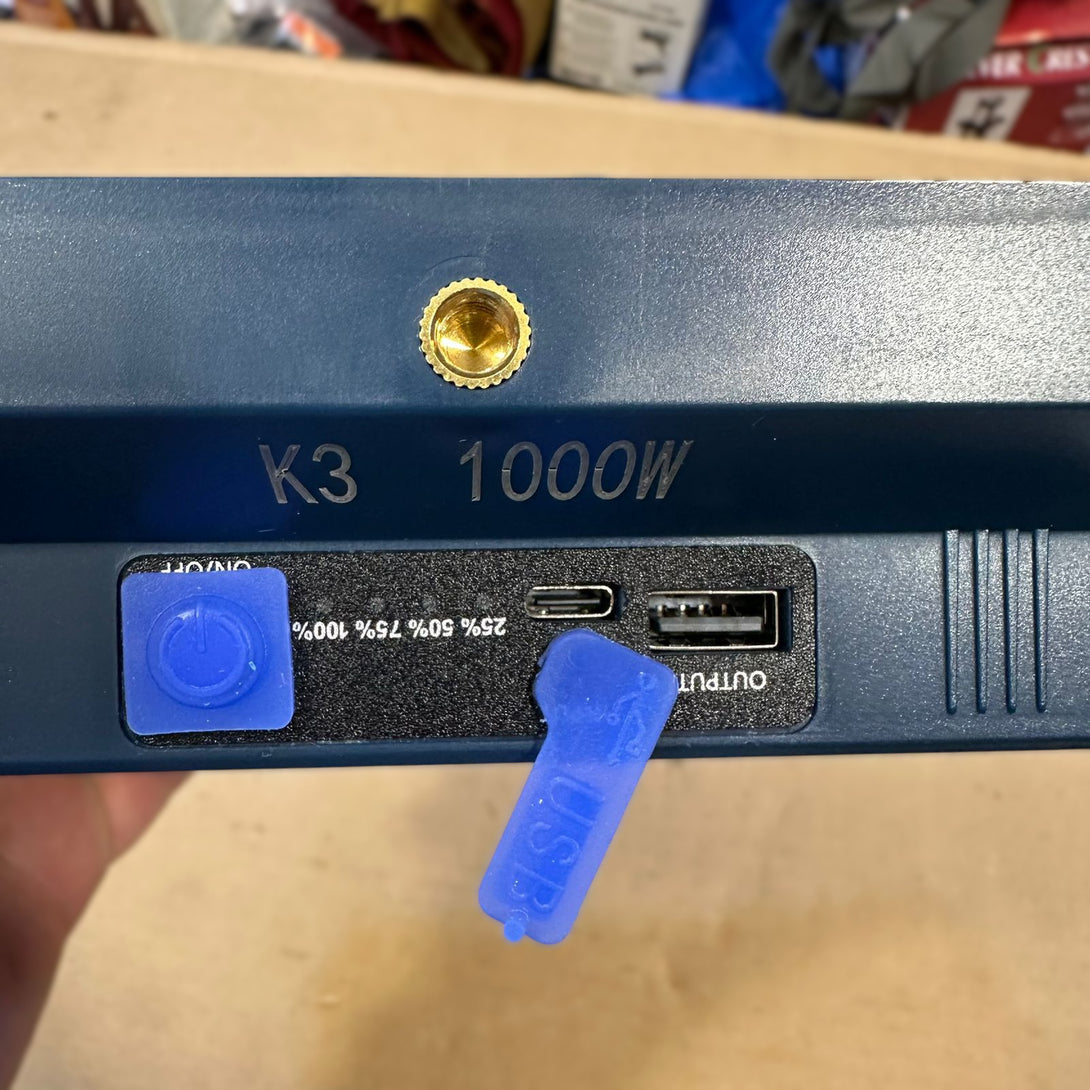 K3 1000W
ON/OFF
25% 50% 75% 100%
OUTPUT
USB